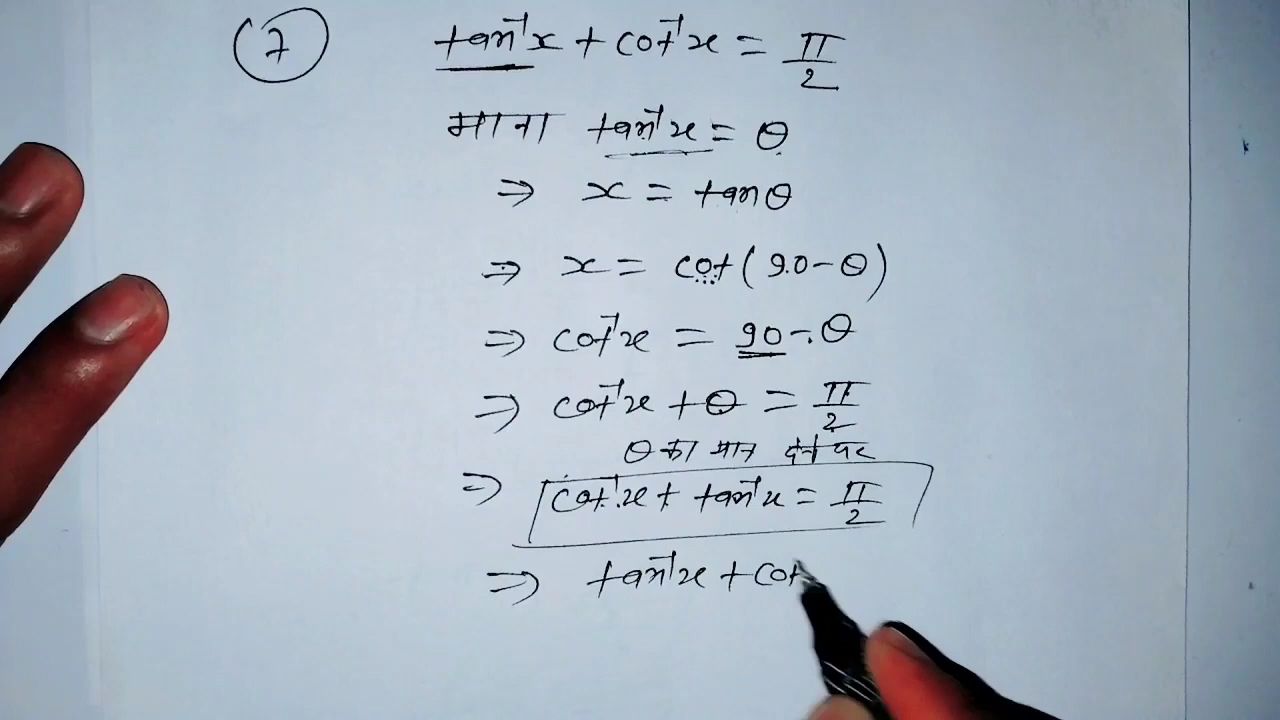 (7) tan⁻¹x + cot⁻¹x = π/2
माना tan⁻¹x = θ
⇒ x = tanθ
⇒ x = cot(90-θ)
⇒ cot⁻¹x = 90-θ
⇒ cot⁻¹x + θ = π/2
θ का मान देने पर
⇒ cot⁻¹x + tan⁻¹x = π/2
⇒ tan⁻¹x + cot